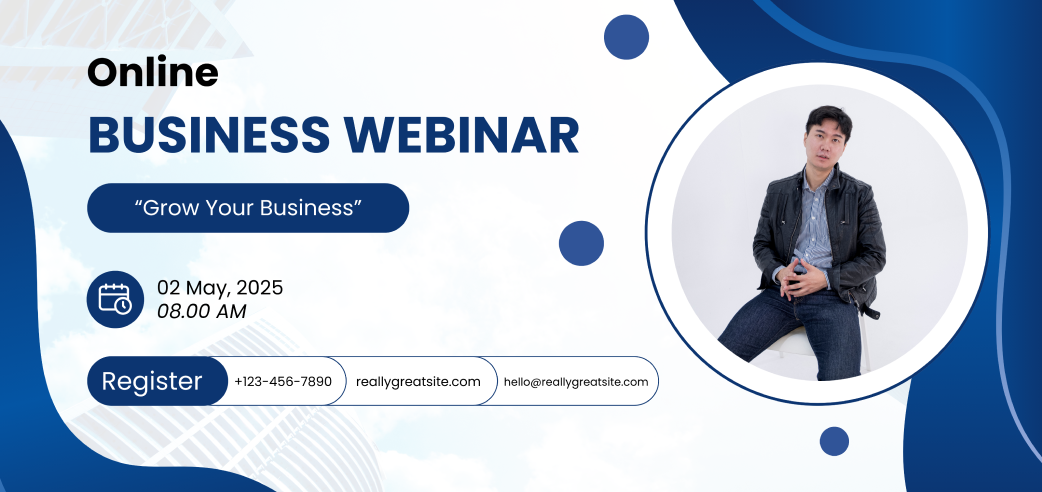 Online
BUSINESS WEBINAR
“Grow Your Business”
02 May, 2025
08.00 AM
Register +123-456-7890 reallygreatsite.com hello@reallygreatsite.com